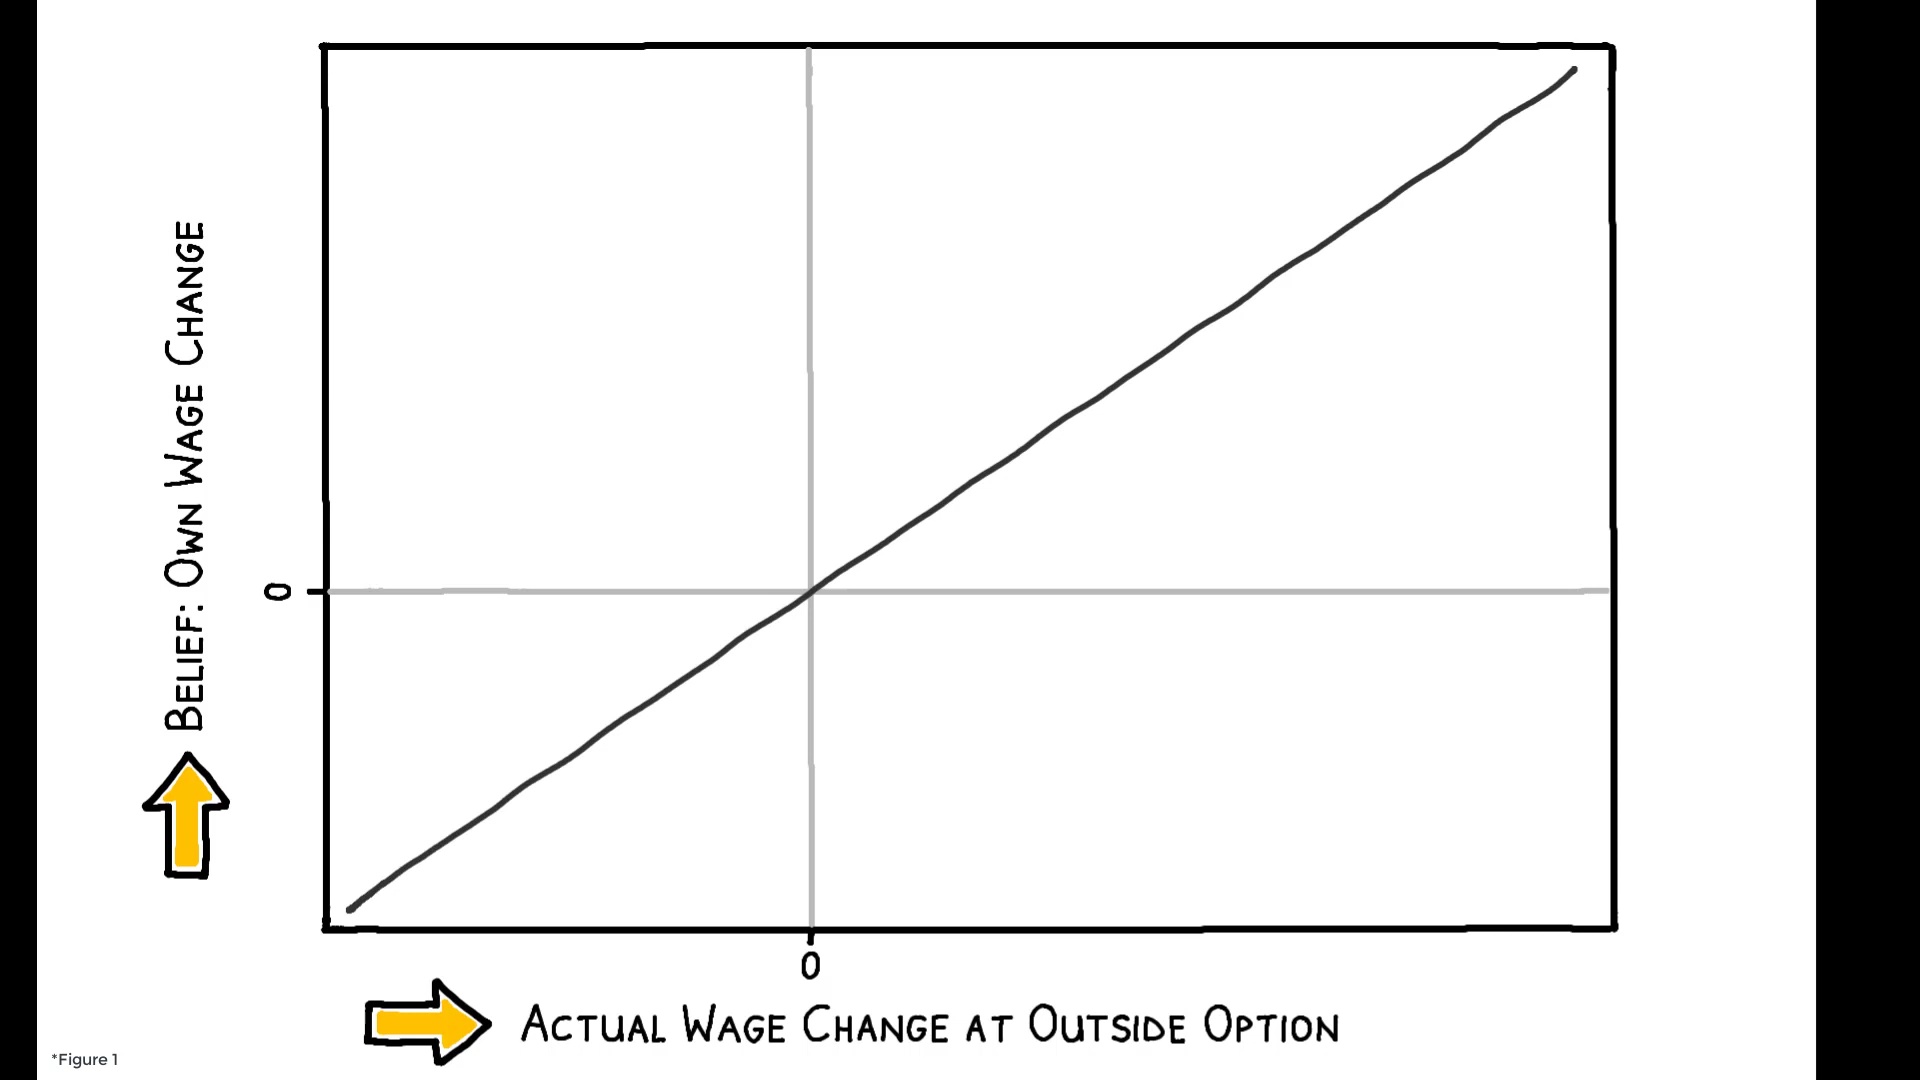 BELIEF: OWN WAGE CHANGE
0
0
ACTUAL WAGE CHANGE AT OUTSIDE OPTION
*Figure 1